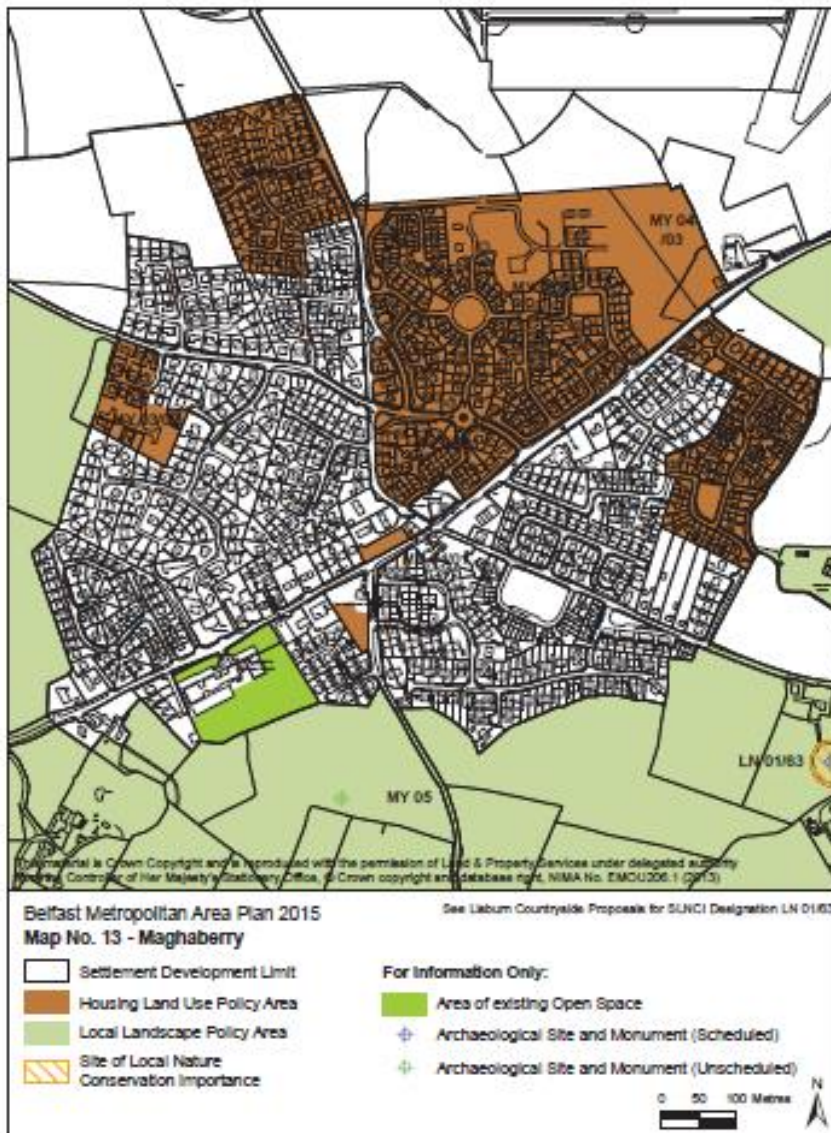 MY 04
/03
LN 01/63
MY 05
This material is Crown Copyright and is reproduced with the permission of Land & Property Services under delegated authority
from the Controller of Her Majesty's Stationery Office, © Crown copyright and database right, NIMA No. EMOU206.1 (2013)
Belfast Metropolitan Area Plan 2015
See Lisburn Countryside Proposals for SLNCI Designation LN 01/63
Map No. 13 - Maghaberry
Settlement Development Limit
Housing Land Use Policy Area
Local Landscape Policy Area
Site of Local Nature
Conservation Importance
For Information Only:
Area of existing Open Space
Archaeological Site and Monument (Scheduled)
Archaeological Site and Monument (Unscheduled)
0 50 100 Metres
N